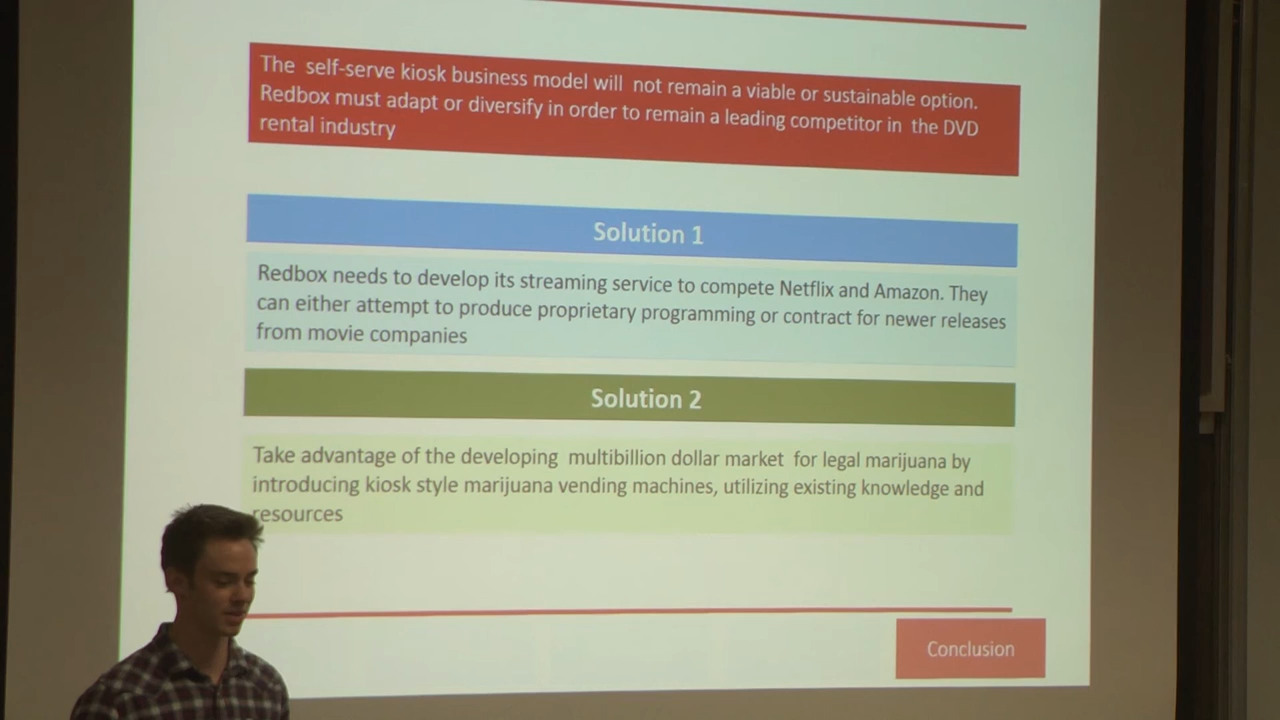 The self-serve kiosk business model will not remain a viable or sustainable option.
Redbox must adapt or diversify in order to remain a leading competitor in the DVD
rental industry
Solution 1
Redbox needs to develop its streaming service to compete Netflix and Amazon. They
can either attempt to produce proprietary programming or contract for newer releases
from movie companies
Solution 2
Take advantage of the developing multibillion dollar market for legal marijuana by
introducing kiosk style marijuana vending machines, utilizing existing knowledge and
resources
Conclusion